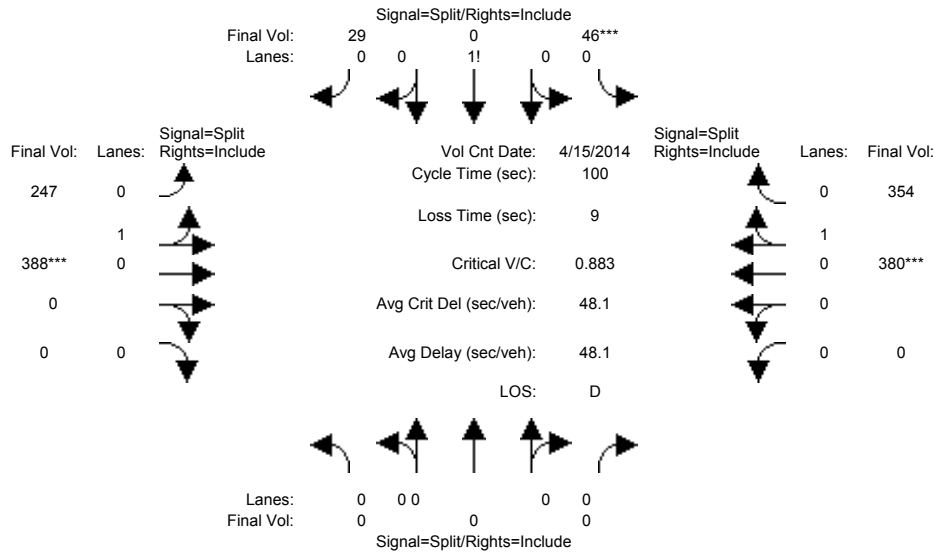 Signal=Split/Rights=Include
Final Vol: 29 0 46***
Lanes: 0 0 1! 0 0
Signal=Split Signal=Split
Final Vol: Lanes: Rights=Include Vol Cnt Date: 4/15/2014 Rights=Include Lanes: Final Vol:
Cycle Time (sec): 100
247 0 0 354
Loss Time (sec): 9
1 1
388*** 0 Critical V/C: 0.883 0 380***
0 Avg Crit Del (sec/veh): 48.1 0
0 0 Avg Delay (sec/veh): 48.1 0 0
LOS: D
Lanes: 0 0 0 0 0
Final Vol: 0 0 0
Signal=Split/Rights=Include